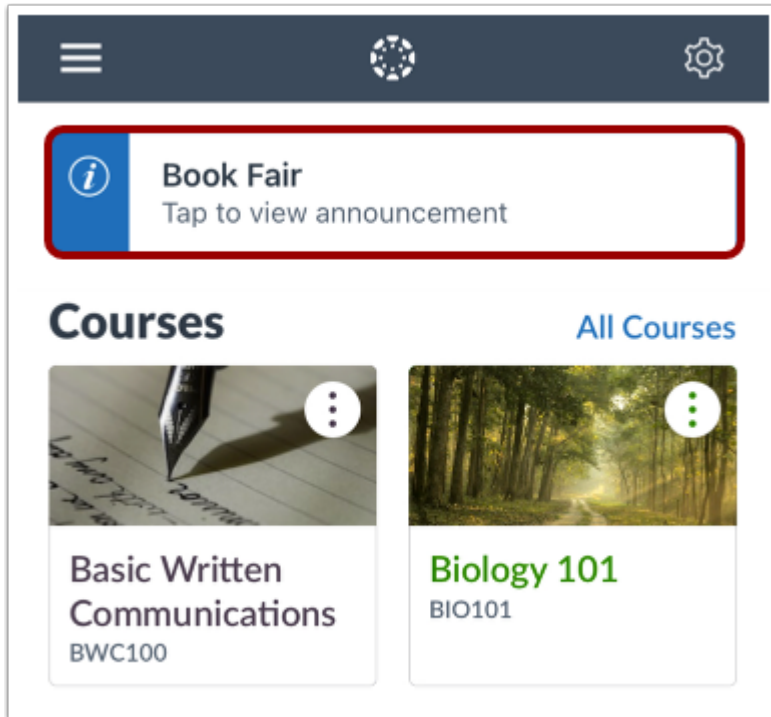 Book Fair
Tap to view announcement
Courses
All Courses
Basic Written
Communications
BWC100
Biology 101
BIO101